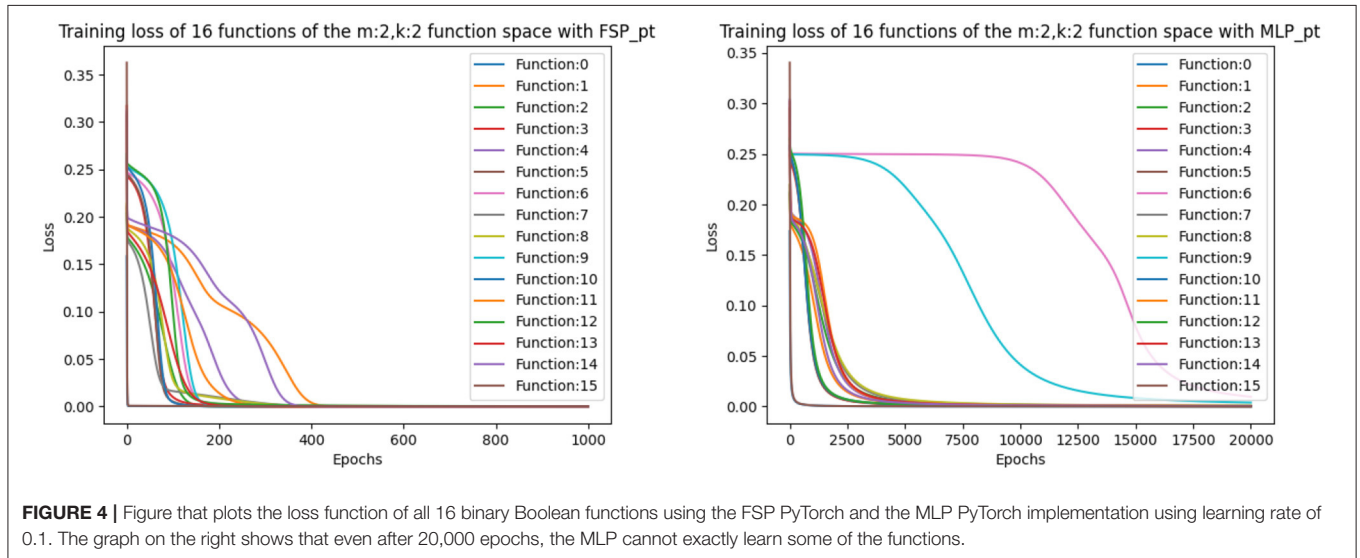 Training loss of 16 functions of the m:2,k:2 function space with FSP_pt
0.35
0.30
0.25
0.20
0.15
0.10
0.05
0.00
Loss
0
200
400
600
800
1000
Epochs
Function:0
Function:1
Function:2
Function:3
Function:4
Function:5
Function:6
Function:7
Function:8
Function:9
Function:10
Function:11
Function:12
Function:13
Function:14
Function:15
Training loss of 16 functions of the m:2,k:2 function space with MLP_pt
0.35
0.30
0.25
0.20
0.15
0.10
0.05
0.00
Loss
0
2500
5000
7500
10000
12500
15000
17500
20000
Epochs
Function:0
Function:1
Function:2
Function:3
Function:4
Function:5
Function:6
Function:7
Function:8
Function:9
Function:10
Function:11
Function:12
Function:13
Function:14
Function:15
FIGURE 4 | Figure that plots the loss function of all 16 binary Boolean functions using the FSP PyTorch and the MLP PyTorch implementation using learning rate of
0.1. The graph on the right shows that even after 20,000 epochs, the MLP cannot exactly learn some of the functions.